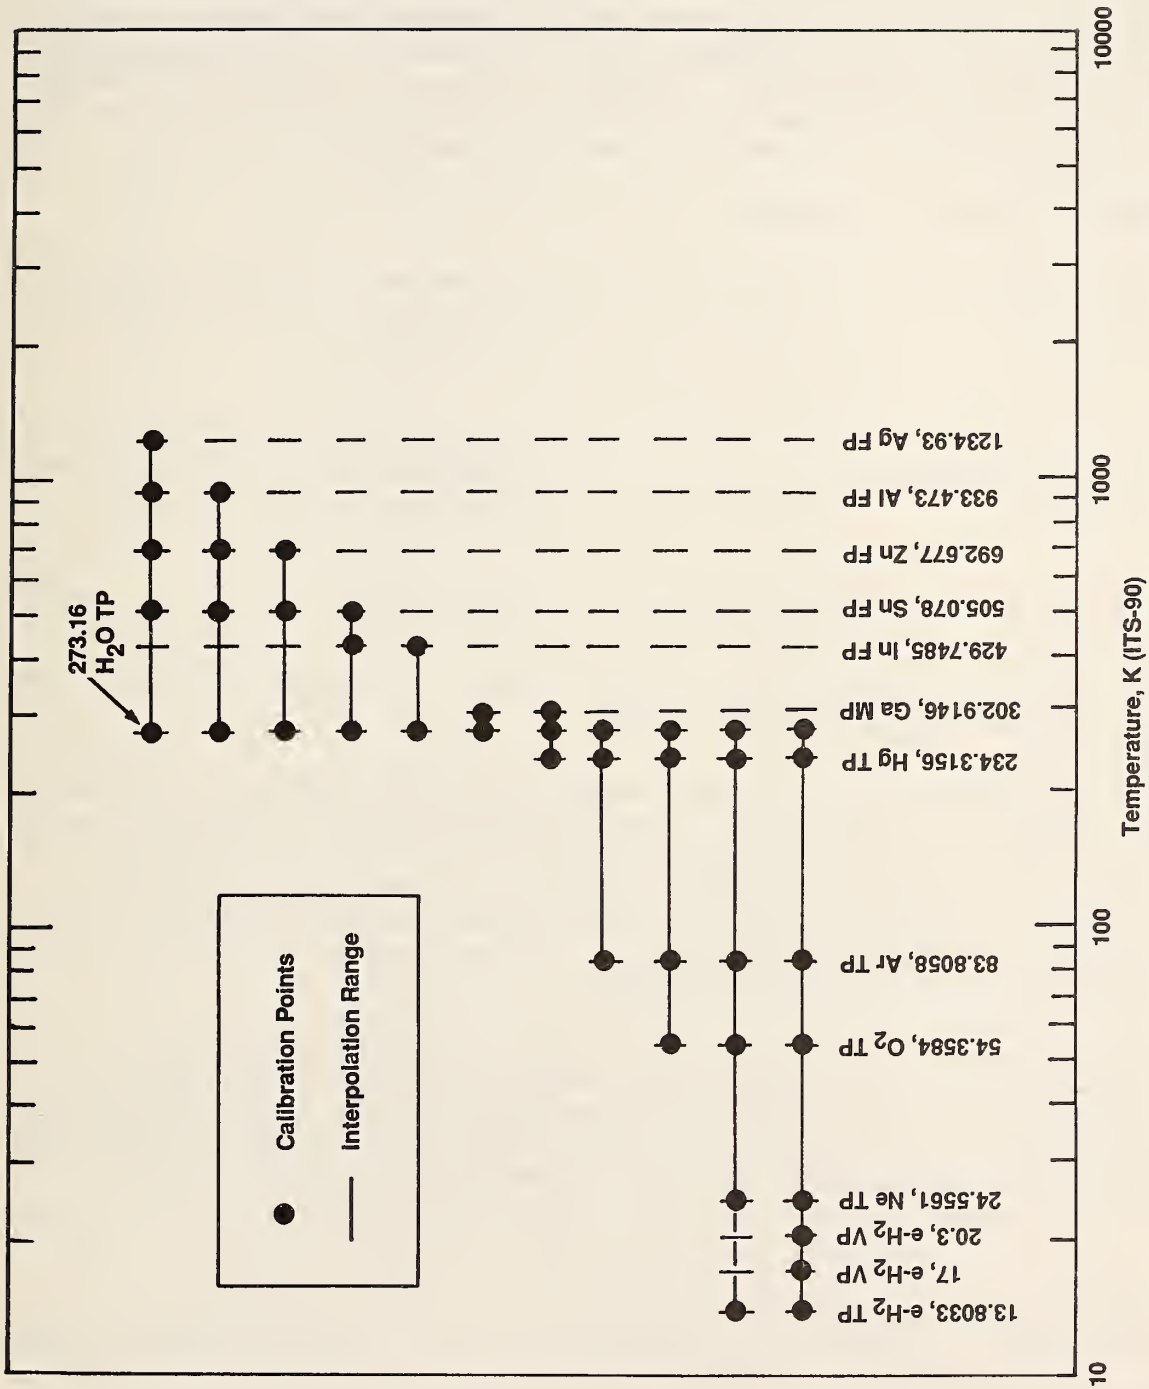 273.16
H₂O TP
Calibration Points
Interpolation Range
13.8033, e-H₂ TP
17, e-H₂ VP
20.3, e-H₂ VP
24.5561, Ne TP
54.3584, O₂ TP
83.8058, Ar TP
234.3156, Hg TP
302.9146, Ga MP
429.7485, In FP
505.078, Sn FP
692.677, Zn FP
933.473, Al FP
1234.93, Ag FP
10
100
1000
10000
Temperature, K (ITS-90)